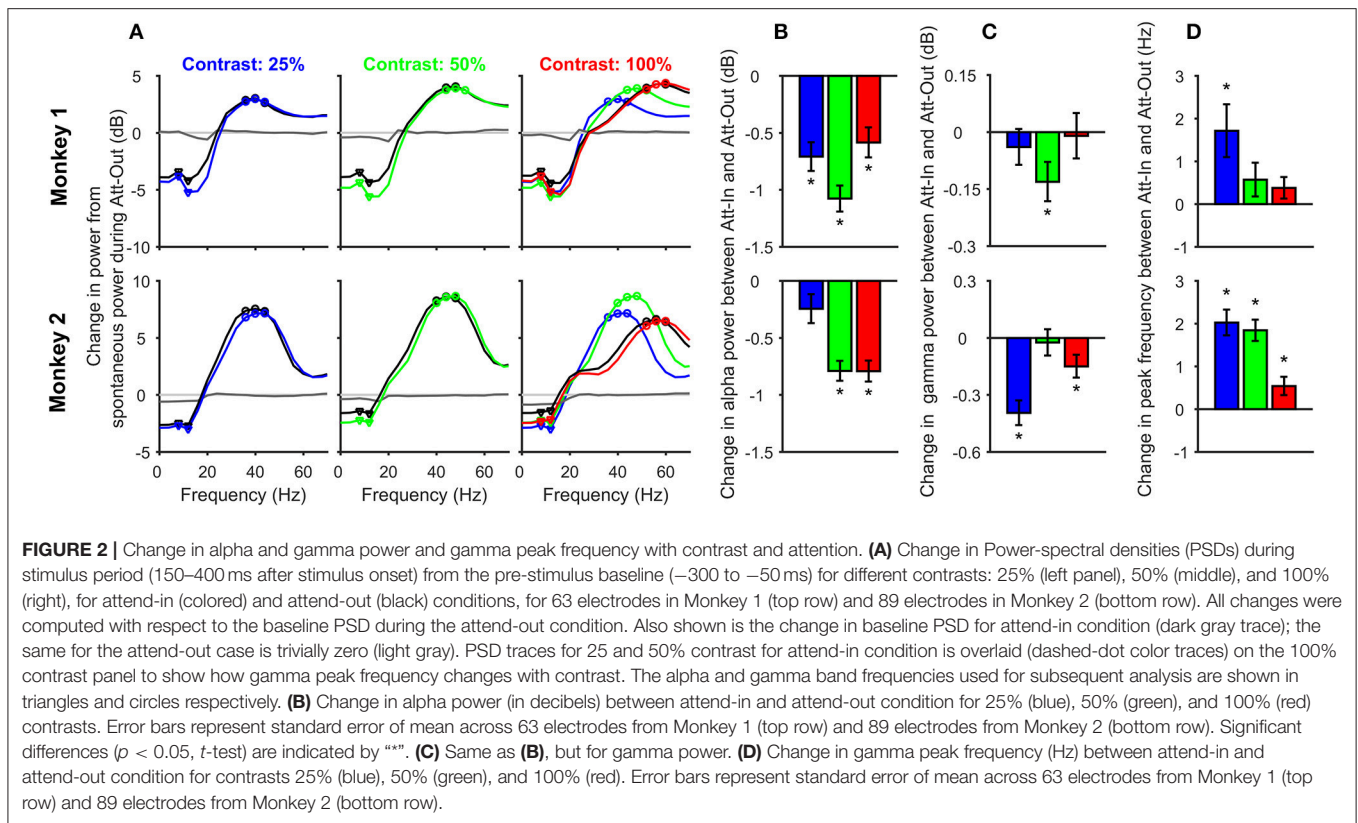 A
B
C
D
Contrast: 25%
Contrast: 50%
Contrast: 100%
Monkey 1
Monkey 2
Change in power from
spontaneous power during Att-Out (dB)
5
0
-5
-10
10
5
0
-5
0
20
40
60
0
20
40
60
0
20
40
60
Frequency (Hz)
Frequency (Hz)
Frequency (Hz)
Change in alpha power between Att-In and Att-Out (dB)
0
-0.5
-1
-1.5
* * *
0
-0.5
-1
-1.5
* *
Change in gamma power between Att-In and Att-Out (dB)
0.15
0
-0.15
-0.3
*
0.3
0
-0.3
-0.6
* *
Change in peak frequency between Att-In and Att-Out (Hz)
3
2
1
0
-1
*
3
2
1
0
-1
* * *
FIGURE 2 | Change in alpha and gamma power and gamma peak frequency with contrast and attention. (A) Change in Power-spectral densities (PSDs) during
stimulus period (150–400 ms after stimulus onset) from the pre-stimulus baseline (−300 to −50 ms) for different contrasts: 25% (left panel), 50% (middle), and 100%
(right), for attend-in (colored) and attend-out (black) conditions, for 63 electrodes in Monkey 1 (top row) and 89 electrodes in Monkey 2 (bottom row). All changes were
computed with respect to the baseline PSD during the attend-out condition. Also shown is the change in baseline PSD for attend-in condition (dark gray trace); the
same for the attend-out case is trivially zero (light gray). PSD traces for 25 and 50% contrast for attend-in condition is overlaid (dashed-dot color traces) on the 100%
contrast panel to show how gamma peak frequency changes with contrast. The alpha and gamma band frequencies used for subsequent analysis are shown in
triangles and circles respectively. (B) Change in alpha power (in decibels) between attend-in and attend-out condition for 25% (blue), 50% (green), and 100% (red)
contrasts. Error bars represent standard error of mean across 63 electrodes from Monkey 1 (top row) and 89 electrodes from Monkey 2 (bottom row). Significant
differences (p < 0.05, t-test) are indicated by “*”. (C) Same as (B), but for gamma power. (D) Change in gamma peak frequency (Hz) between attend-in and
attend-out condition for contrasts 25% (blue), 50% (green), and 100% (red). Error bars represent standard error of mean across 63 electrodes from Monkey 1 (top
row) and 89 electrodes from Monkey 2 (bottom row).